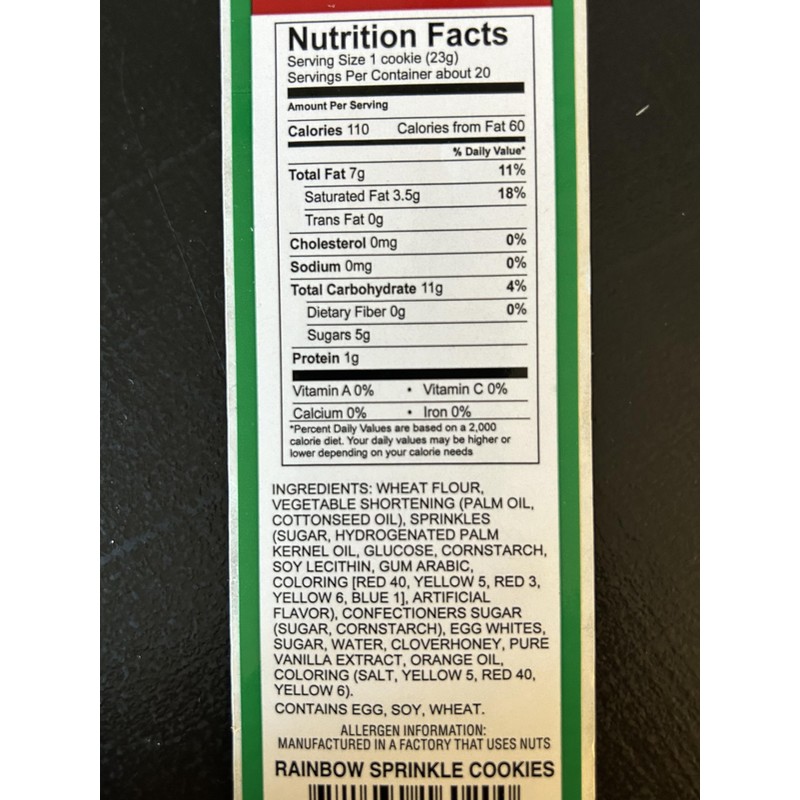 Nutrition Facts
Serving Size 1 cookie (23g)
Servings Per Container about 20
Amount Per Serving
Calories 110 Calories from Fat 60
% Daily Value*
Total Fat 7g 11%
Saturated Fat 3.5g 18%
Trans Fat 0g
Cholesterol 0mg 0%
Sodium 0mg 0%
Total Carbohydrate 11g 4%
Dietary Fiber 0g 0%
Sugars 5g
Protein 1g
Vitamin A 0% • Vitamin C 0%
Calcium 0% • Iron 0%
*Percent Daily Values are based on a 2,000
calorie diet. Your daily values may be higher or
lower depending on your calorie needs
INGREDIENTS: WHEAT FLOUR,
VEGETABLE SHORTENING (PALM OIL,
COTTONSEED OIL), SPRINKLES
(SUGAR, HYDROGENATED PALM
KERNEL OIL, GLUCOSE, CORNSTARCH,
SOY LECITHIN, GUM ARABIC,
COLORING [RED 40, YELLOW 5, RED 3,
YELLOW 6, BLUE 1], ARTIFICIAL
FLAVOR), CONFECTIONERS SUGAR
(SUGAR, CORNSTARCH), EGG WHITES,
SUGAR, WATER, CLOVERHONEY, PURE
VANILLA EXTRACT, ORANGE OIL,
COLORING (SALT, YELLOW 5, RED 40,
YELLOW 6).
CONTAINS EGG, SOY, WHEAT.
ALLERGEN INFORMATION:
MANUFACTURED IN A FACTORY THAT USES NUTS
RAINBOW SPRINKLE COOKIES